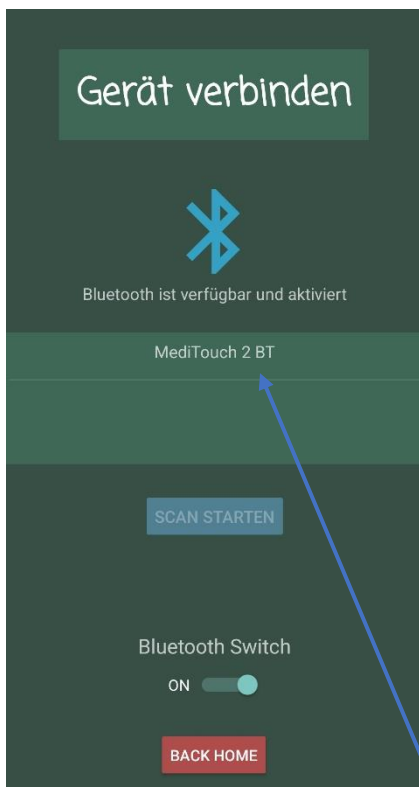 Gerät verbinden
Bluetooth ist verfügbar und aktiviert
MediTouch 2 BT
SCAN STARTEN
Bluetooth Switch
ON
BACK HOME